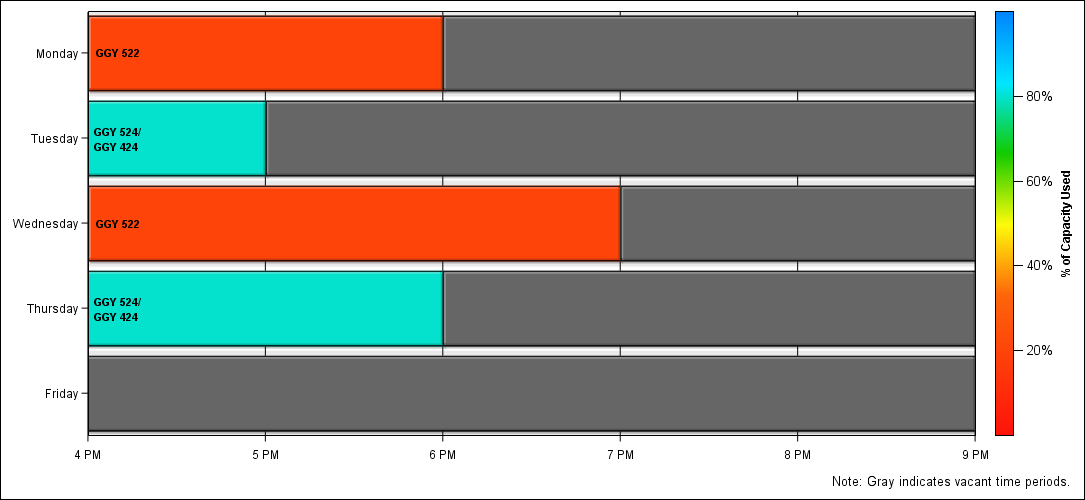 Monday
GGY 522
Tuesday
GGY 524/
GGY 424
Wednesday
GGY 522
Thursday
GGY 524/
GGY 424
Friday
4 PM
5 PM
6 PM
7 PM
8 PM
9 PM
80%
60%
40%
20%
% of Capacity Used
Note: Gray indicates vacant time periods.